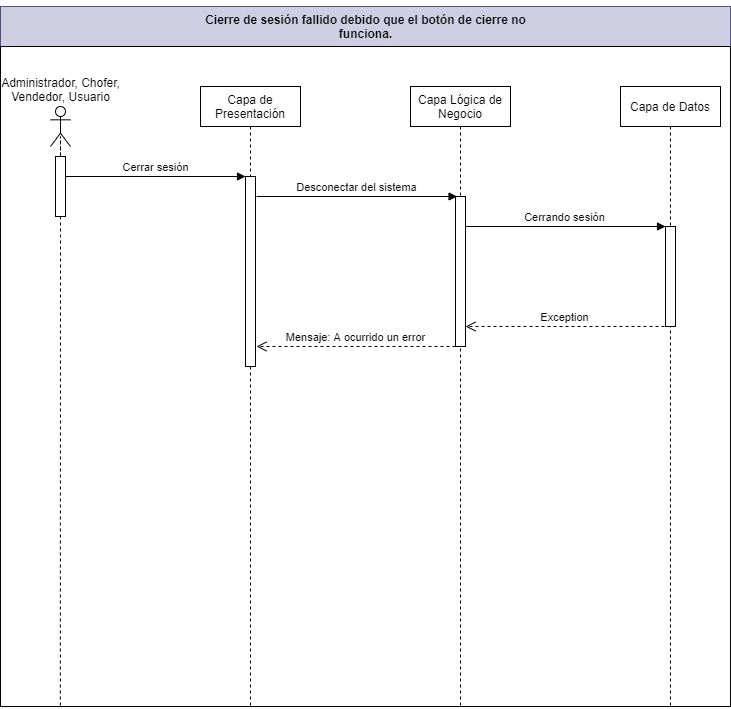 Cierre de sesión fallido debido que el botón de cierre no
funciona.
Administrador, Chofer,
Vendedor, Usuario
Capa de
Presentación
Capa Lógica de
Negocio
Capa de Datos
Cerrar sesión
Desconectar del sistema
Cerrando sesión
Exception
Mensaje: A ocurrido un error